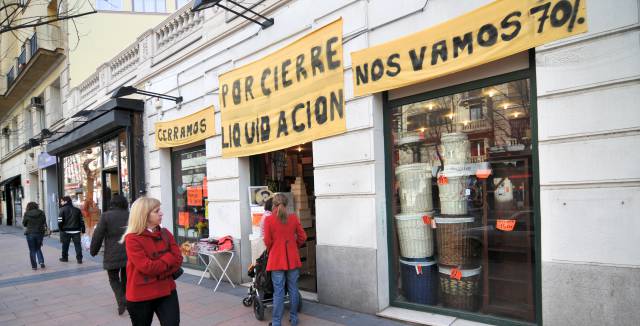 CERRAMOS
POR CIERRE
LIQUIDACION
NOS VAMOS 70%